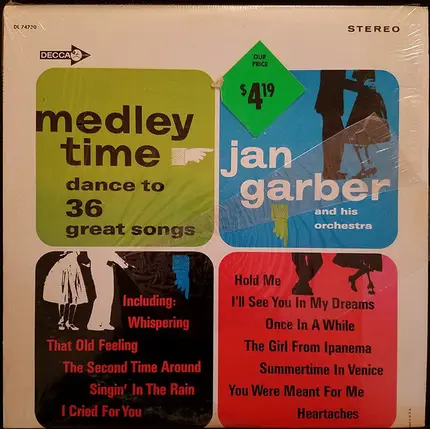 DL 74720
STEREO
DECCA
OUR
PRICE
$4.19
medley
time
dance to
36
great songs
jan
garber
and his
orchestra
Including:
Whispering
That Old Feeling
The Second Time Around
Singin' In The Rain
I Cried For You
Hold Me
I'll See You In My Dreams
Once In A While
The Girl From Ipanema
Summertime In Venice
You Were Meant For Me
Heartaches